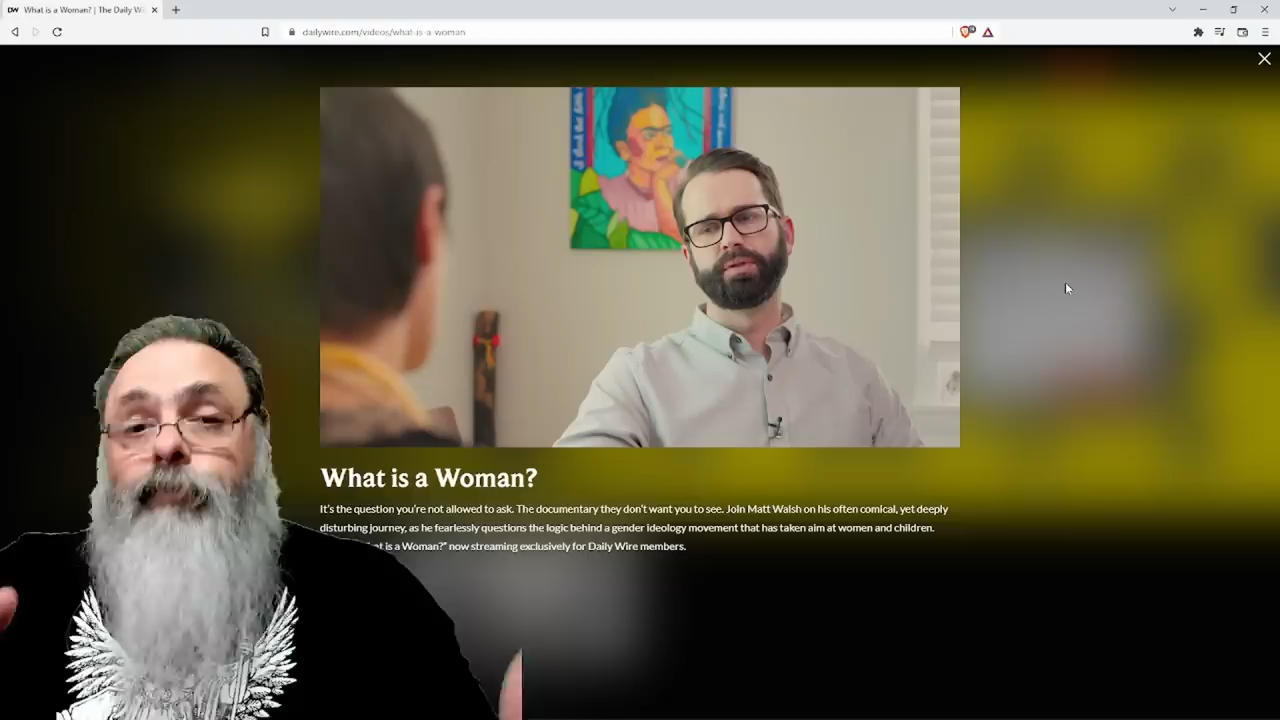 What is a Woman? | The Daily Wi
dailywire.com/videos/what-is-a-woman
What is a Woman?
It's the question you're not allowed to ask. The documentary they don't want you to see. Join Matt Walsh on his often comical, yet deeply
disturbing journey, as he fearlessly questions the logic behind a gender ideology movement that has taken aim at women and children.
is a Woman?" now streaming exclusively for Daily Wire members.